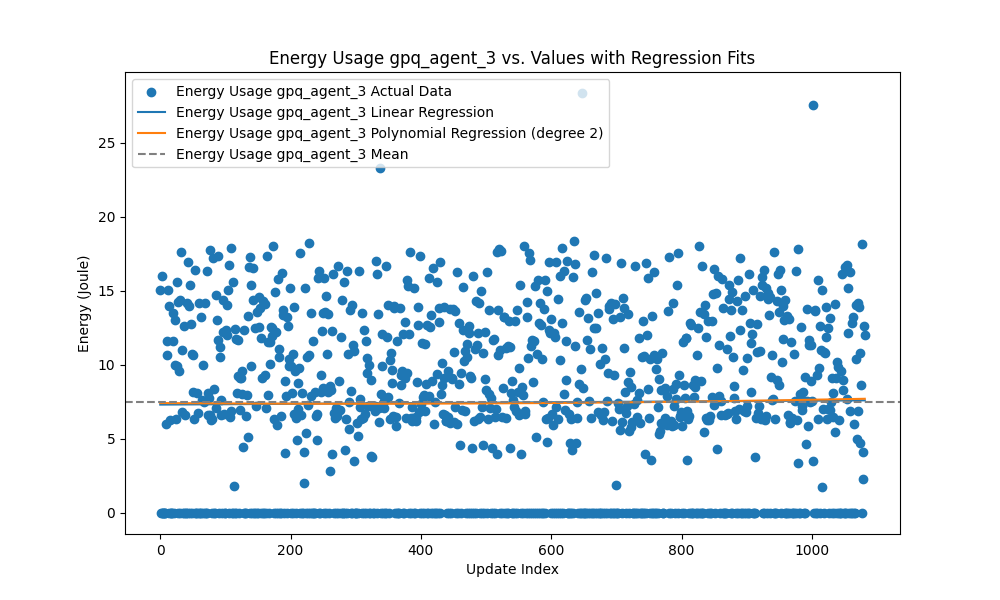 Energy Usage gpq_agent_3 vs. Values with Regression Fits
Energy Usage gpq_agent_3 Actual Data
Energy Usage gpq_agent_3 Linear Regression
Energy Usage gpq_agent_3 Polynomial Regression (degree 2)
Energy Usage gpq_agent_3 Mean
Energy (Joule)
25
20
15
10
5
0
0 200 400 600 800 1000
Update Index